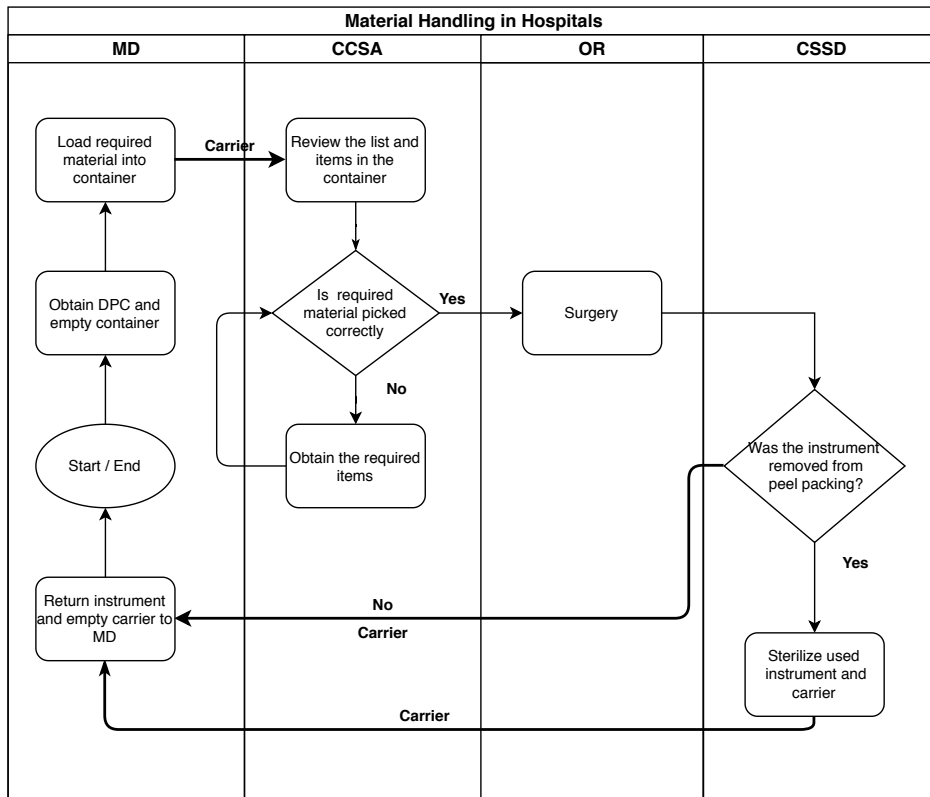 Material Handling in Hospitals
MD
CCSA
OR
CSSD
Load required
material into
container
Carrier
Review the list and
items in the
container
Obtain DPC and
empty container
Is required
material picked
correctly
Yes
Surgery
No
Start / End
Obtain the required
items
Was the instrument
removed from
peel packing?
Yes
Return instrument
and empty carrier to
MD
No
Carrier
Sterilize used
instrument and
carrier
Carrier